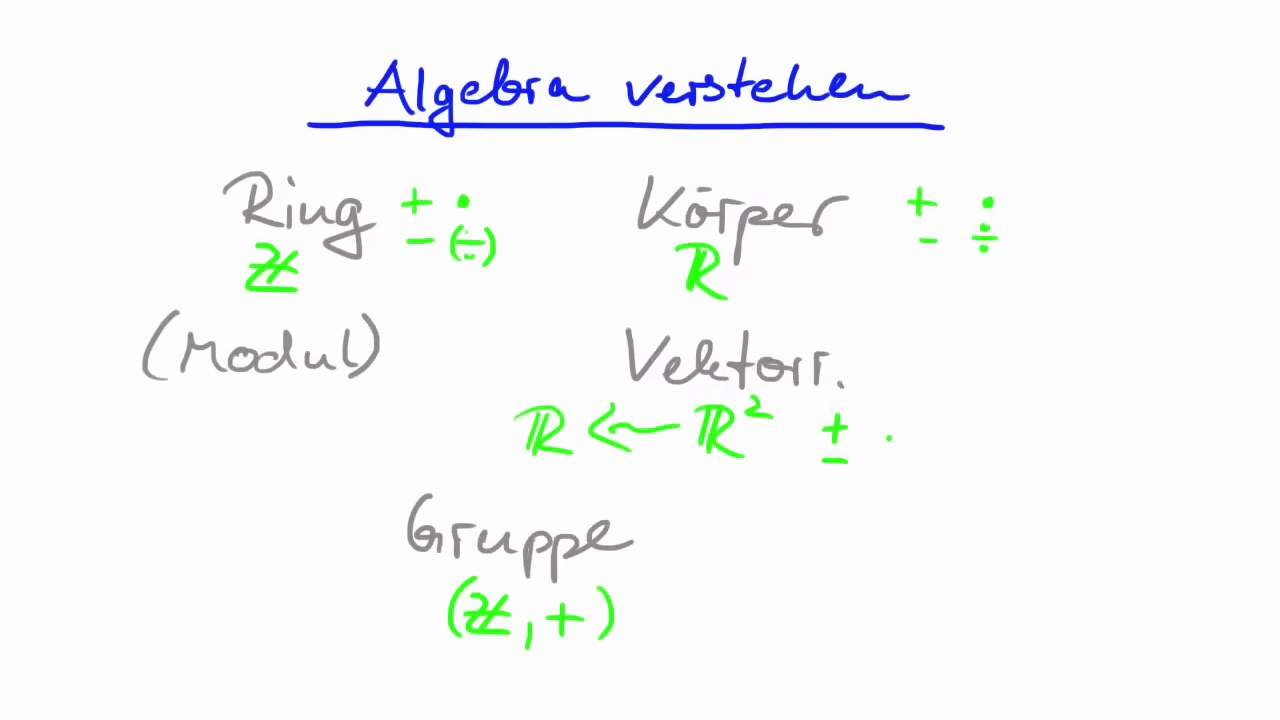 Algebra verstehen
Ring + · Körper + ·
− (÷) − ÷
ℤ ℝ
(Modul) Vektorr.
ℝ ← ℝ² ± ·
Gruppe
(ℤ, +)